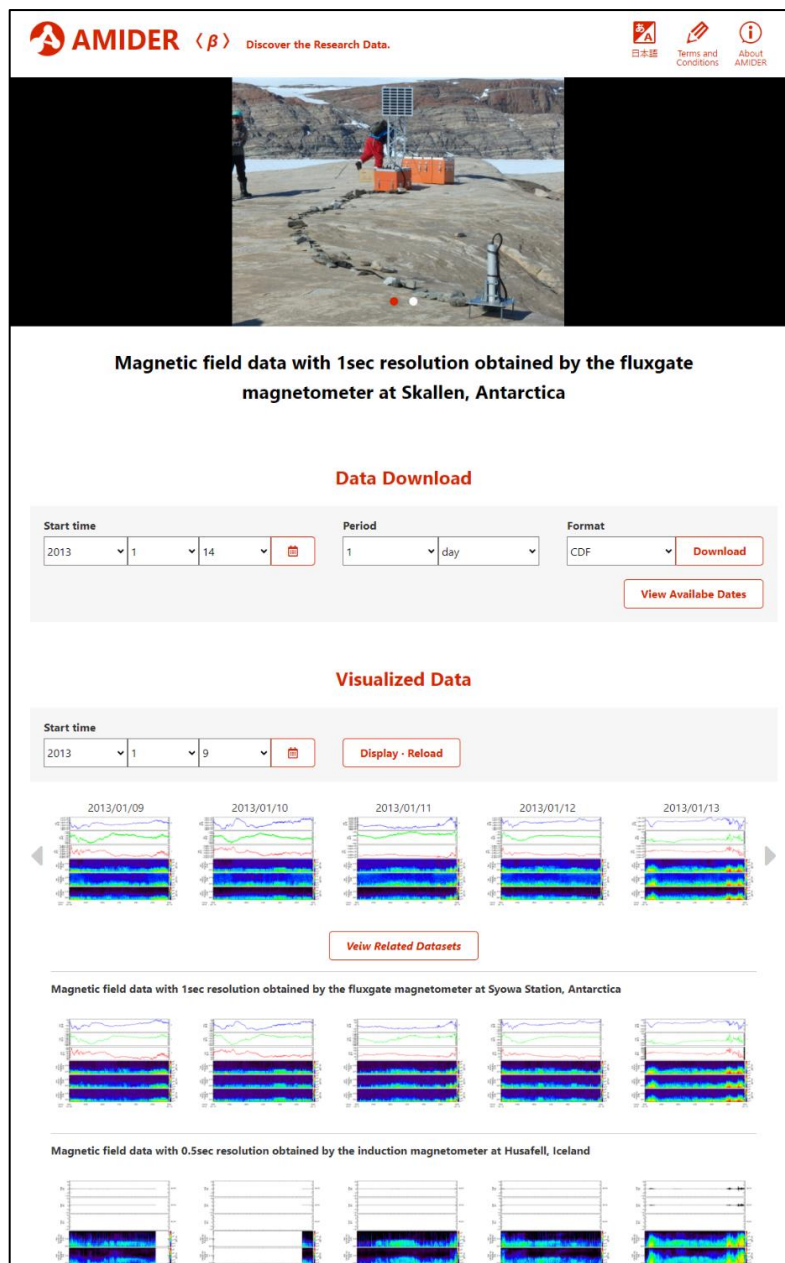 AMIDER 〈β〉 Discover the Research Data.
日本語
Terms and
Conditions
About
AMIDER
Magnetic field data with 1sec resolution obtained by the fluxgate
magnetometer at Skallen, Antarctica
Data Download
Start time Period Format
2013 1 14 1 day CDF Download
View Availabe Dates
Visualized Data
Start time
2013 1 9 Display · Reload
2013/01/09 2013/01/10 2013/01/11 2013/01/12 2013/01/13
Veiw Related Datasets
Magnetic field data with 1sec resolution obtained by the fluxgate magnetometer at Syowa Station, Antarctica
Magnetic field data with 0.5sec resolution obtained by the induction magnetometer at Husafell, Iceland